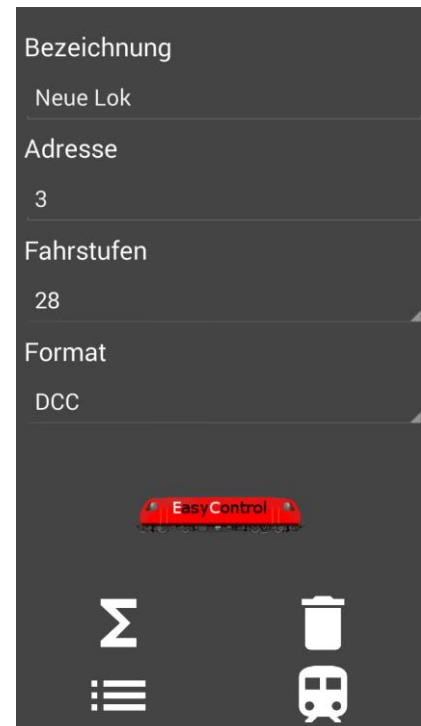 Bezeichnung
Neue Lok
Adresse
3
Fahrstufen
28
Format
DCC
EasyControl